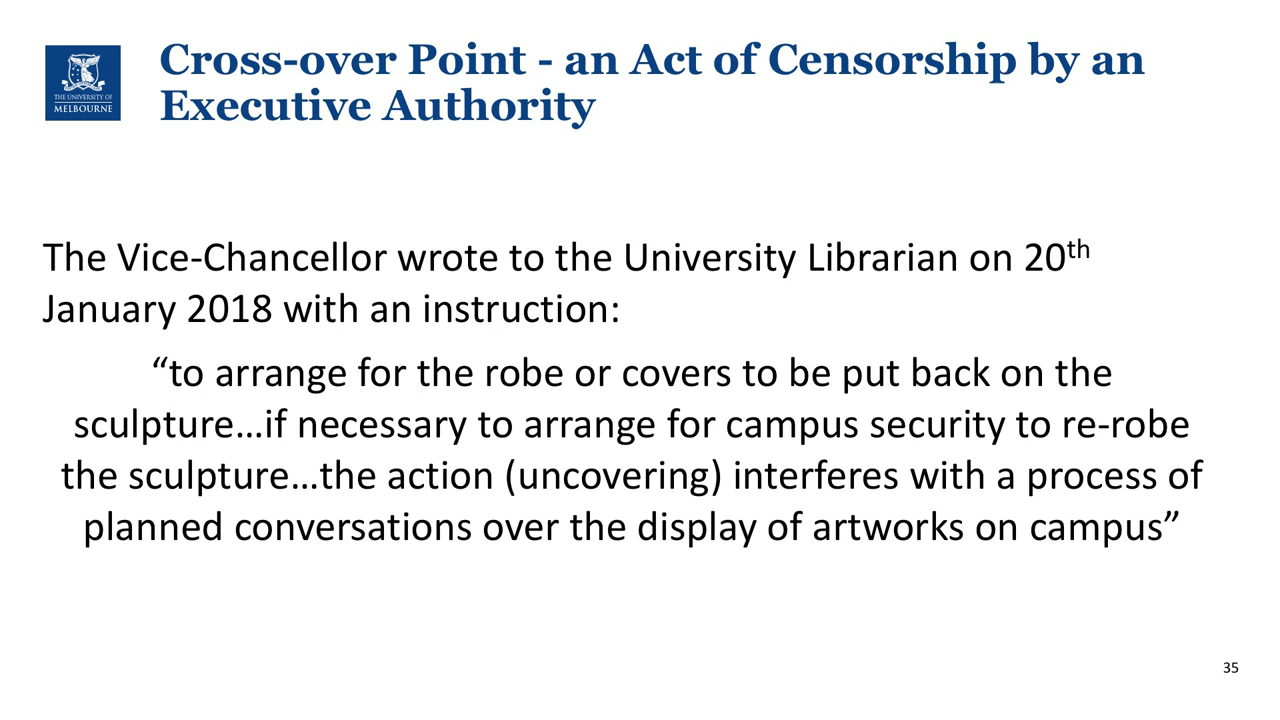 THE UNIVERSITY OF
MELBOURNE
Cross-over Point - an Act of Censorship by an
Executive Authority
The Vice-Chancellor wrote to the University Librarian on 20th
January 2018 with an instruction:
“to arrange for the robe or covers to be put back on the
sculpture…if necessary to arrange for campus security to re-robe
the sculpture…the action (uncovering) interferes with a process of
planned conversations over the display of artworks on campus”
35